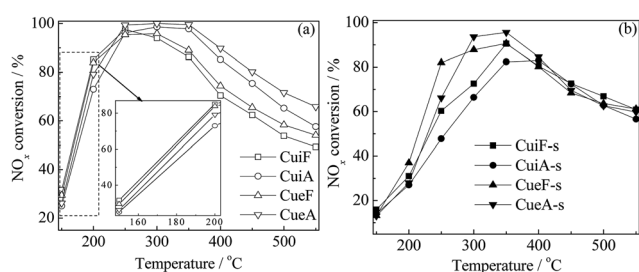 (a)
NOx conversion / %
100
80
60
40
20
200
300
400
500
Temperature / °C
80
60
40
160
180
200
CuiF
CuiA
CueF
CueA
(b)
NOx conversion / %
100
80
60
40
20
200
300
400
500
Temperature / °C
CuiF-s
CuiA-s
CueF-s
CueA-s